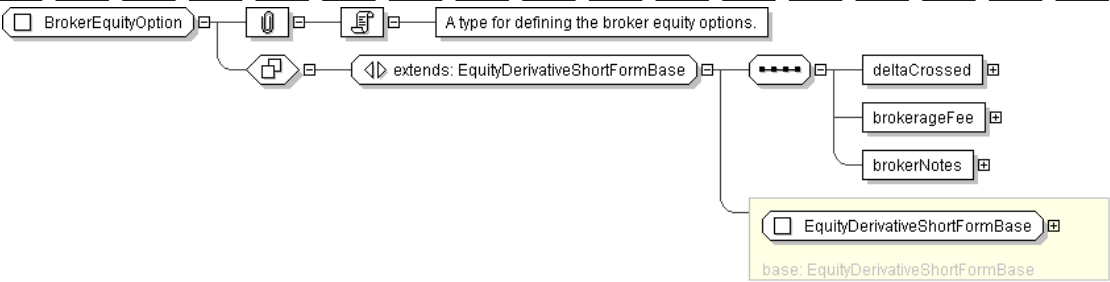 BrokerEquityOption
A type for defining the broker equity options.
extends: EquityDerivativeShortFormBase
deltaCrossed
brokerageFee
brokerNotes
EquityDerivativeShortFormBase
base: EquityDerivativeShortFormBase